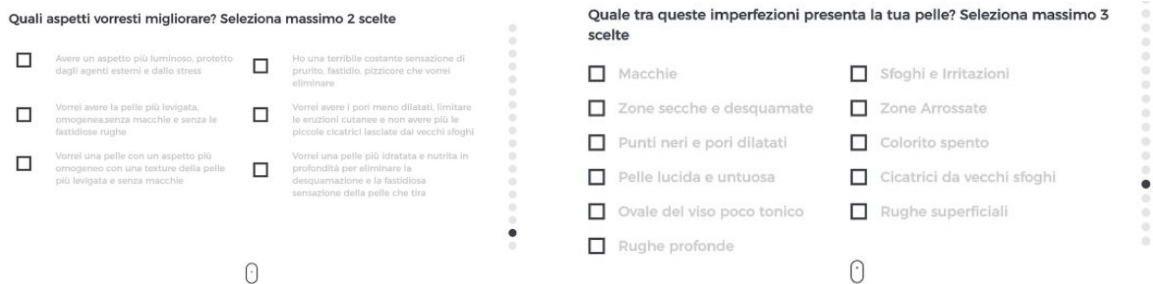 Quali aspetti vorresti migliorare? Seleziona massimo 2 scelte
Avere un aspetto più luminoso, protetto
dagli agenti esterni e dallo stress
Ho una terribile costante sensazione di
prurito, fastidio, pizzicore che vorrei
eliminare
Vorrei avere la pelle più levigata,
omogenea,senza macchie e senza le
fastidiose rughe
Vorrei avere i pori meno dilatati, limitare
le eruzioni cutanee e non avere più le
piccole cicatrici lasciate dai vecchi sfoghi
Vorrei una pelle con un aspetto più
omogeneo con una texture della pelle
più levigata e senza macchie
Vorrei una pelle più idratata e nutrita in
profondità per eliminare la
desquamazione e la fastidiosa
sensazione della pelle che tira
Quale tra queste imperfezioni presenta la tua pelle? Seleziona massimo 3
scelte
Macchie
Sfoghi e Irritazioni
Zone secche e desquamate
Zone Arrossate
Punti neri e pori dilatati
Colorito spento
Pelle lucida e untuosa
Cicatrici da vecchi sfoghi
Ovale del viso poco tonico
Rughe superficiali
Rughe profonde